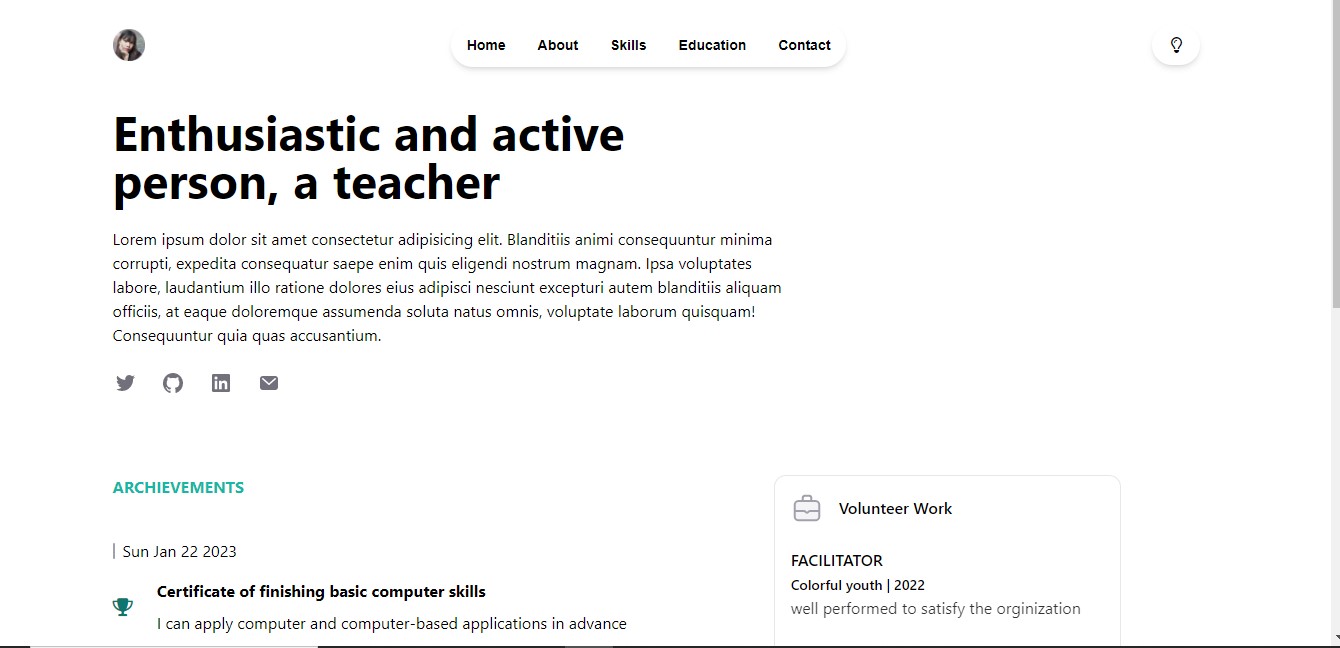 Home About Skills Education Contact
Enthusiastic and active
person, a teacher
Lorem ipsum dolor sit amet consectetur adipisicing elit. Blanditiis animi consequuntur minima
corrupti, expedita consequatur saepe enim quis eligendi nostrum magnam. Ipsa voluptates
labore, laudantium illo ratione dolores eius adipisci nesciunt excepturi autem blanditiis aliquam
officiis, at eaque doloremque assumenda soluta natus omnis, voluptate laborum quisquam!
Consequuntur quia quas accusantium.
in
ARCHIEVEMENTS
| Sun Jan 22 2023
Certificate of finishing basic computer skills
I can apply computer and computer-based applications in advance
Volunteer Work
FACILITATOR
Colorful youth | 2022
well performed to satisfy the orginization